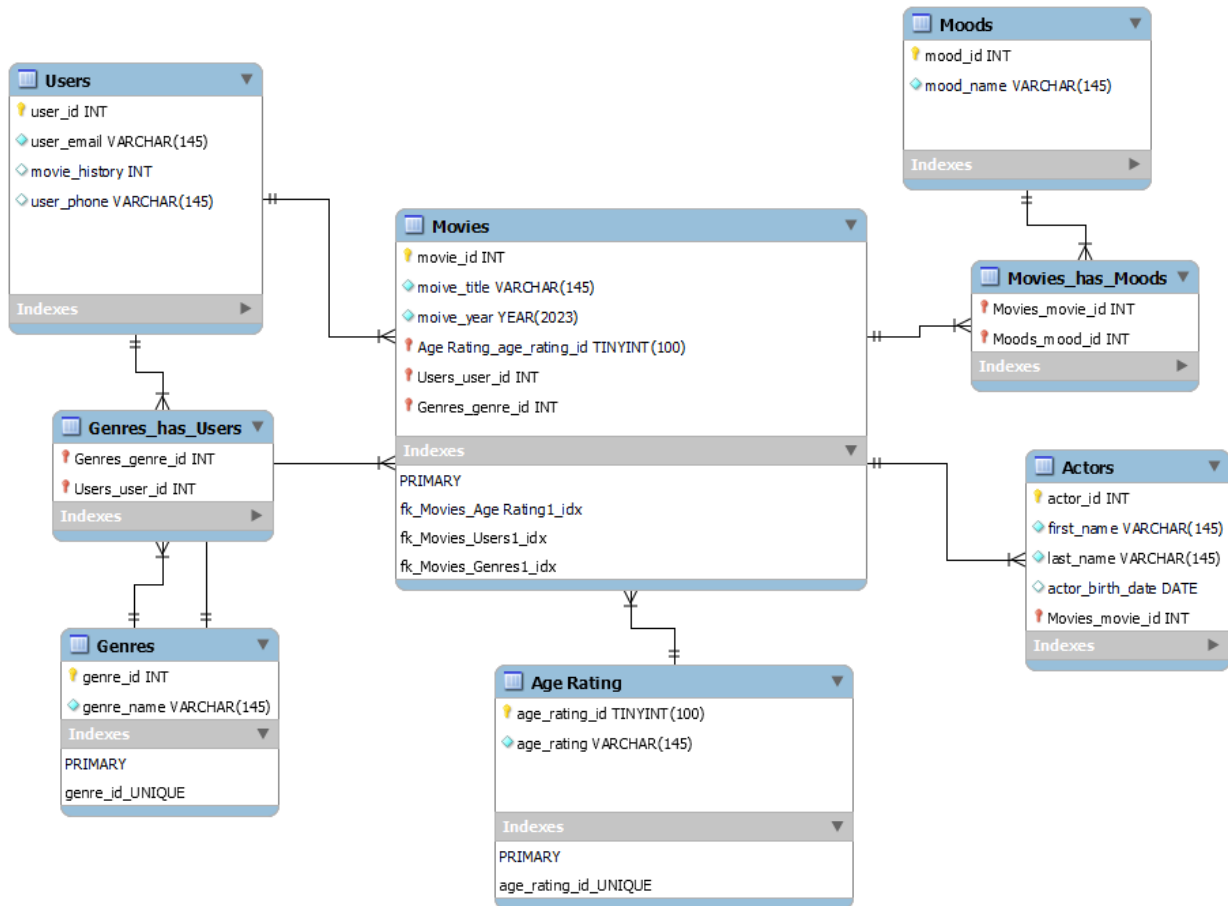 Users
user_id INT
user_email VARCHAR(145)
movie_history INT
user_phone VARCHAR(145)
Indexes
Moods
mood_id INT
mood_name VARCHAR(145)
Indexes
Movies
movie_id INT
moive_title VARCHAR(145)
moive_year YEAR(2023)
Age Rating_age_rating_id TINYINT(100)
Users_user_id INT
Genres_genre_id INT
Indexes
PRIMARY
fk_Movies_Age Rating1_idx
fk_Movies_Users1_idx
fk_Movies_Genres1_idx
Movies_has_Moods
Movies_movie_id INT
Moods_mood_id INT
Indexes
Genres_has_Users
Genres_genre_id INT
Users_user_id INT
Indexes
Actors
actor_id INT
first_name VARCHAR(145)
last_name VARCHAR(145)
actor_birth_date DATE
Movies_movie_id INT
Indexes
Genres
genre_id INT
genre_name VARCHAR(145)
Indexes
PRIMARY
genre_id_UNIQUE
Age Rating
age_rating_id TINYINT(100)
age_rating VARCHAR(145)
Indexes
PRIMARY
age_rating_id_UNIQUE